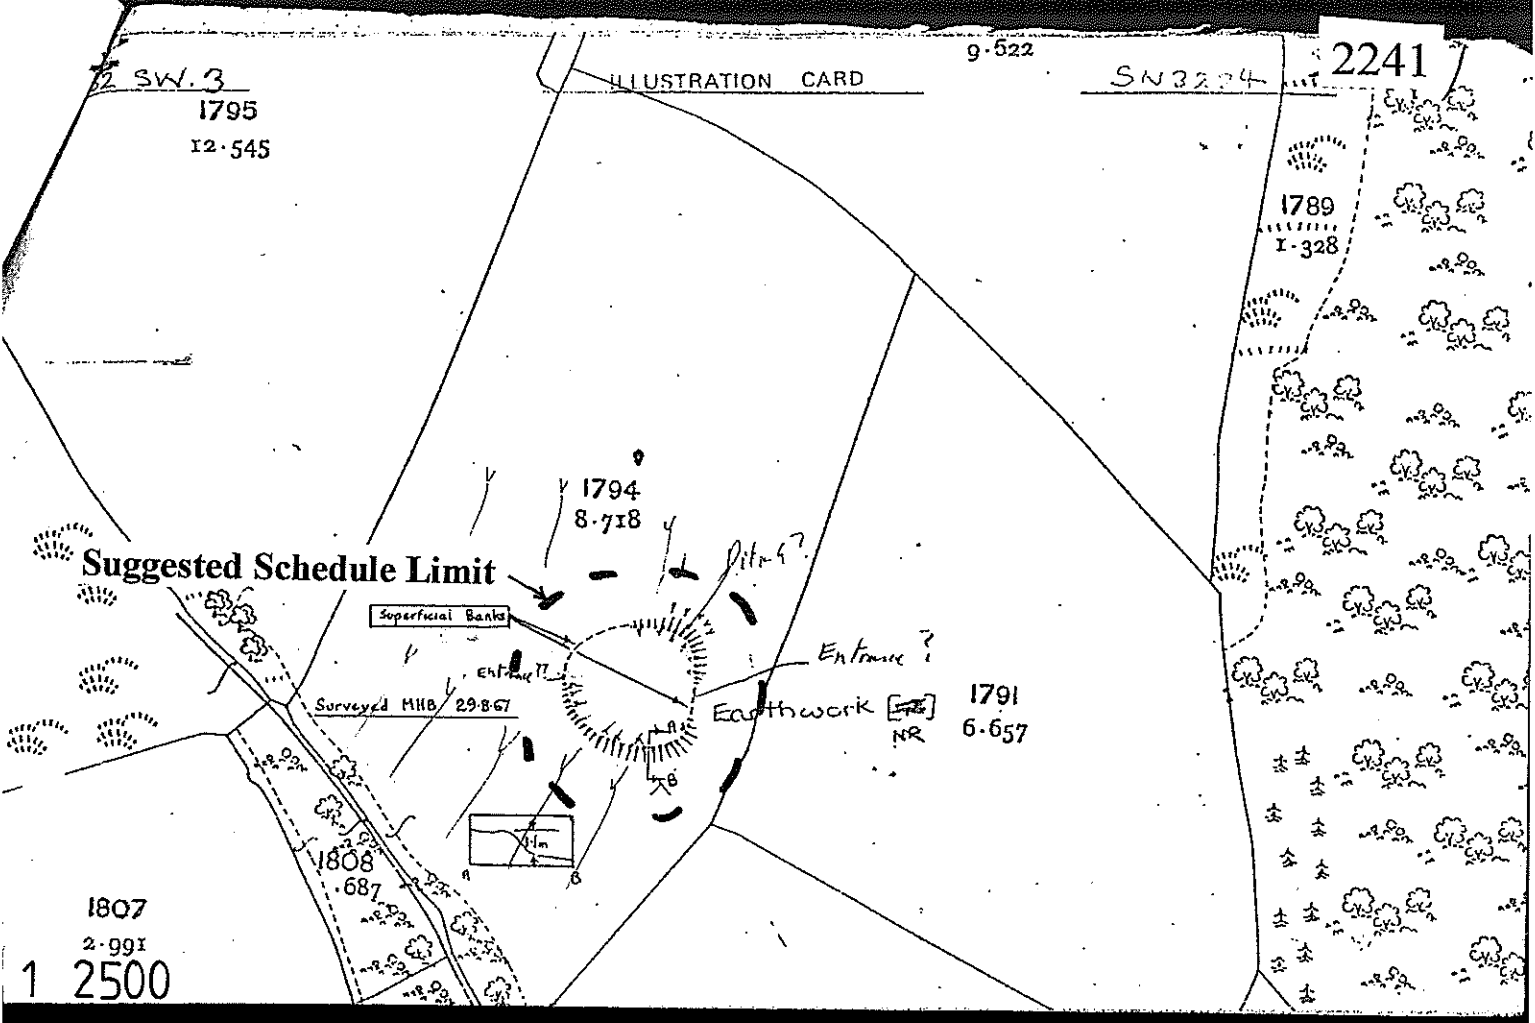 2241
SW.3
ILLUSTRATION CARD
9·522
1795
12·545
1789
1·328
1794
8·718
Suggested Schedule Limit
Superficial Banks
Entrance ?
Entrance??
Surveyed MHB 29·8·67
Earthwork
NR
1791
6·657
A
B
1·1m
A
B
1808
·687
1807
2·991
1 2500